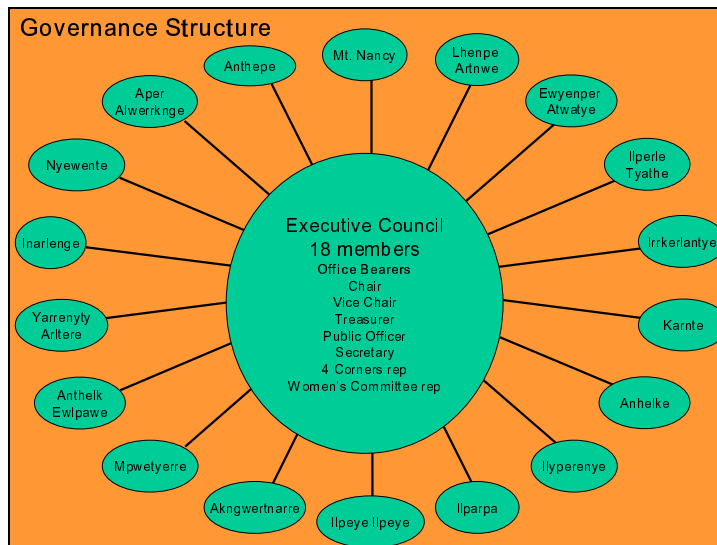 Governance Structure
Mt. Nancy
Lhenpe
Artnwe
Anthepe
Ewyenper
Atwatye
Aper
Alwerrknge
Ilperle
Tyathe
Nyewente
Irrkerlantye
Inarlenge
Executive Council
18 members
Office Bearers
Chair
Vice Chair
Treasurer
Public Officer
Secretary
4 Corners rep
Women's Committee rep
Yarrenyty
Arltere
Karnte
Anthelk
Ewlpawe
Anhelke
Mpwetyerre
Ilyperenye
Akngwertnarre
Ilpeye Ilpeye
Ilparpa